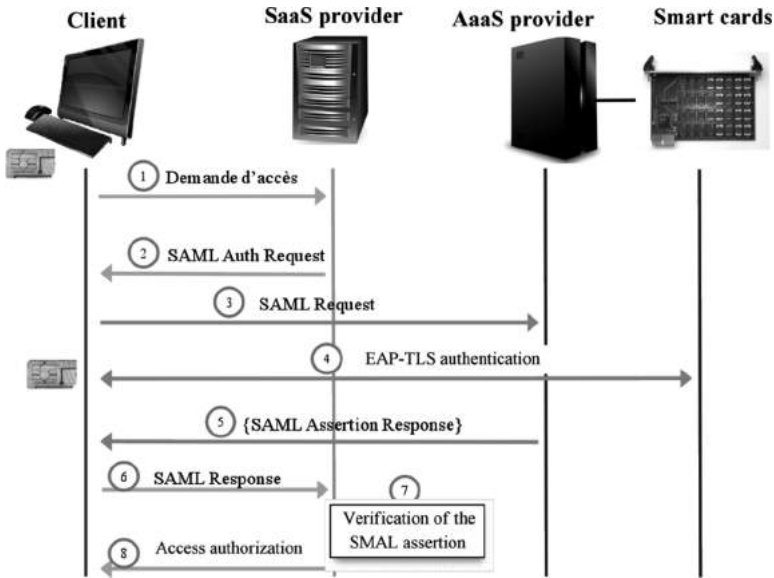 Client
SaaS provider
AaaS provider
Smart cards
1 Demande d'accès
2 SAML Auth Request
3 SAML Request
4 EAP-TLS authentication
5 {SAML Assertion Response}
6 SAML Response
7
Verification of the
SMAL assertion
8 Access authorization